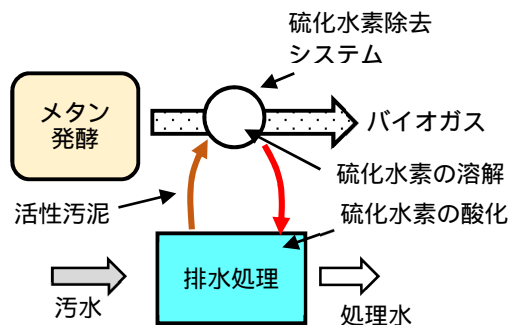 硫化水素除去
システム
メタン
発酵
バイオガス
硫化水素の溶解
活性汚泥
硫化水素の酸化
排水処理
汚水
処理水